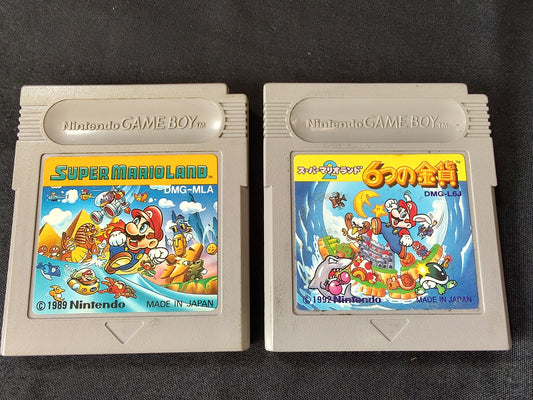 Nintendo GAME BOY TM
SUPER MARIOLAND
DMG-MLA
©1989 Nintendo
MADE IN JAPAN
Nintendo GAME BOY TM
スーパーマリオランド2
6つの金貨
DMG-L6J
©1992 Nintendo
MADE IN JAPAN